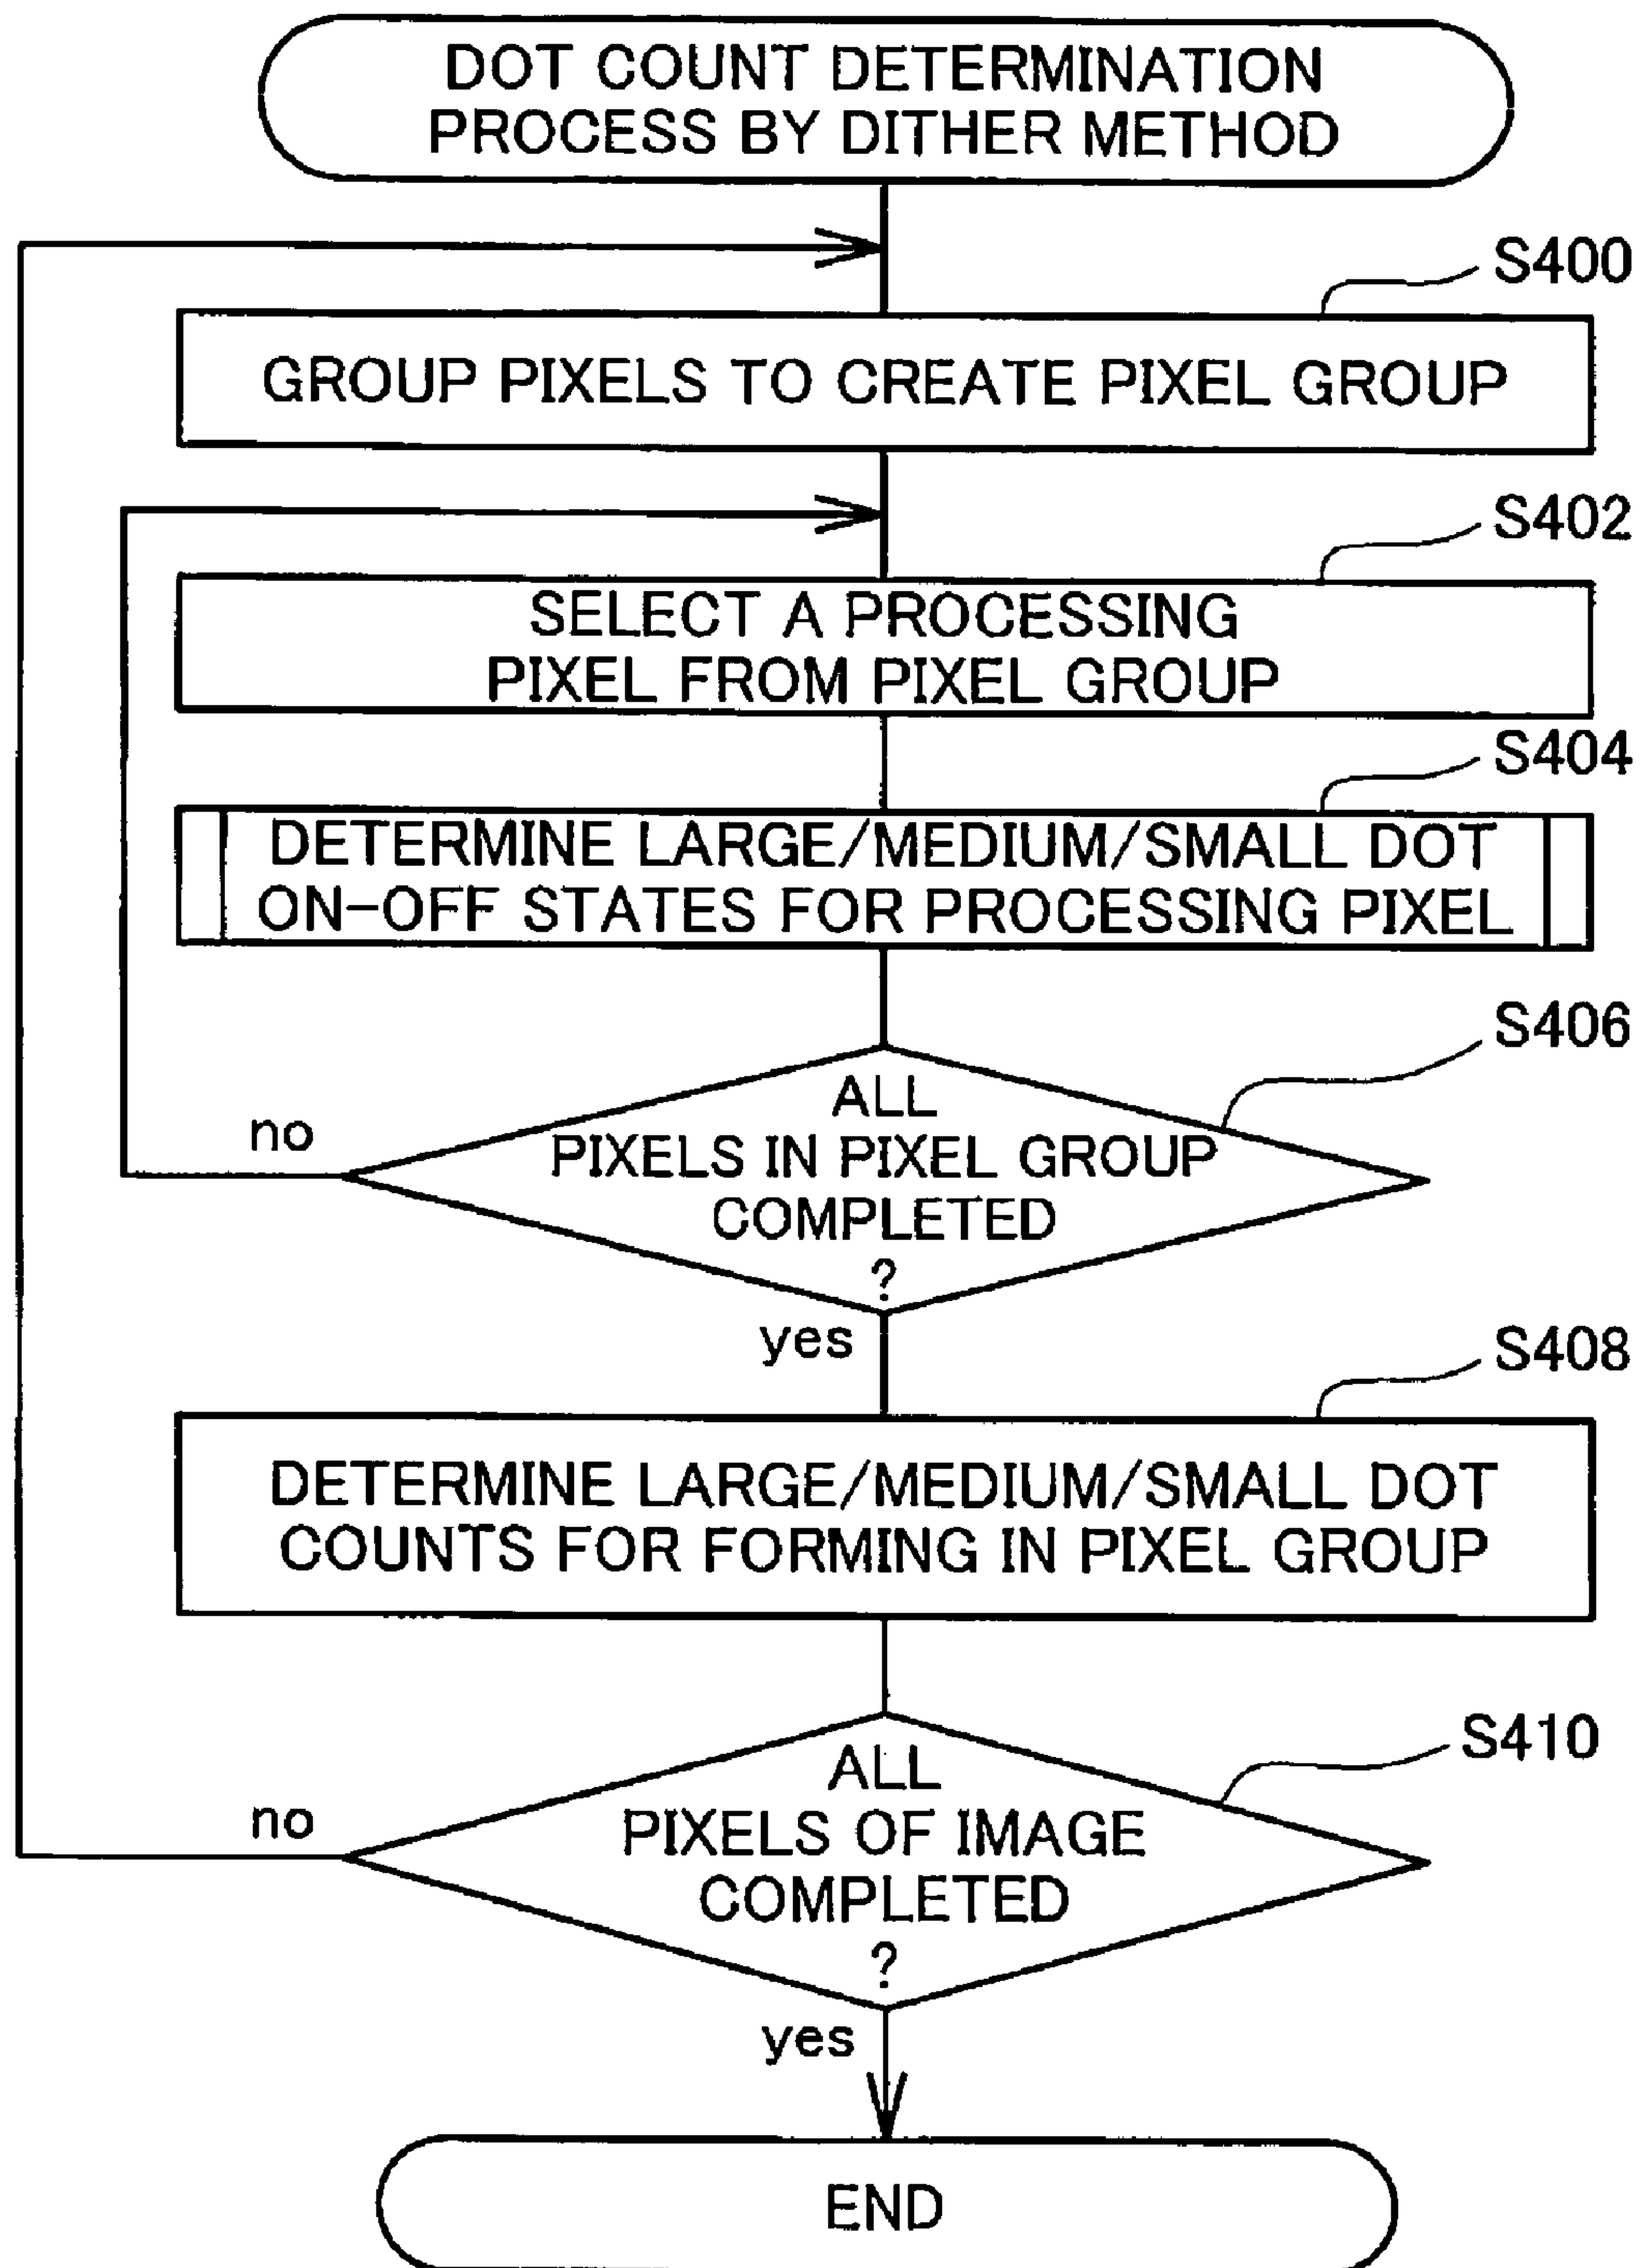 DOT COUNT DETERMINATION
PROCESS BY DITHER METHOD
S400
GROUP PIXELS TO CREATE PIXEL GROUP
S402
SELECT A PROCESSING
PIXEL FROM PIXEL GROUP
S404
DETERMINE LARGE/MEDIUM/SMALL DOT
ON-OFF STATES FOR PROCESSING PIXEL
S406
ALL
PIXELS IN PIXEL GROUP
COMPLETED
?
no
yes
S408
DETERMINE LARGE/MEDIUM/SMALL DOT
COUNTS FOR FORMING IN PIXEL GROUP
S410
ALL
PIXELS OF IMAGE
COMPLETED
?
no
yes
END